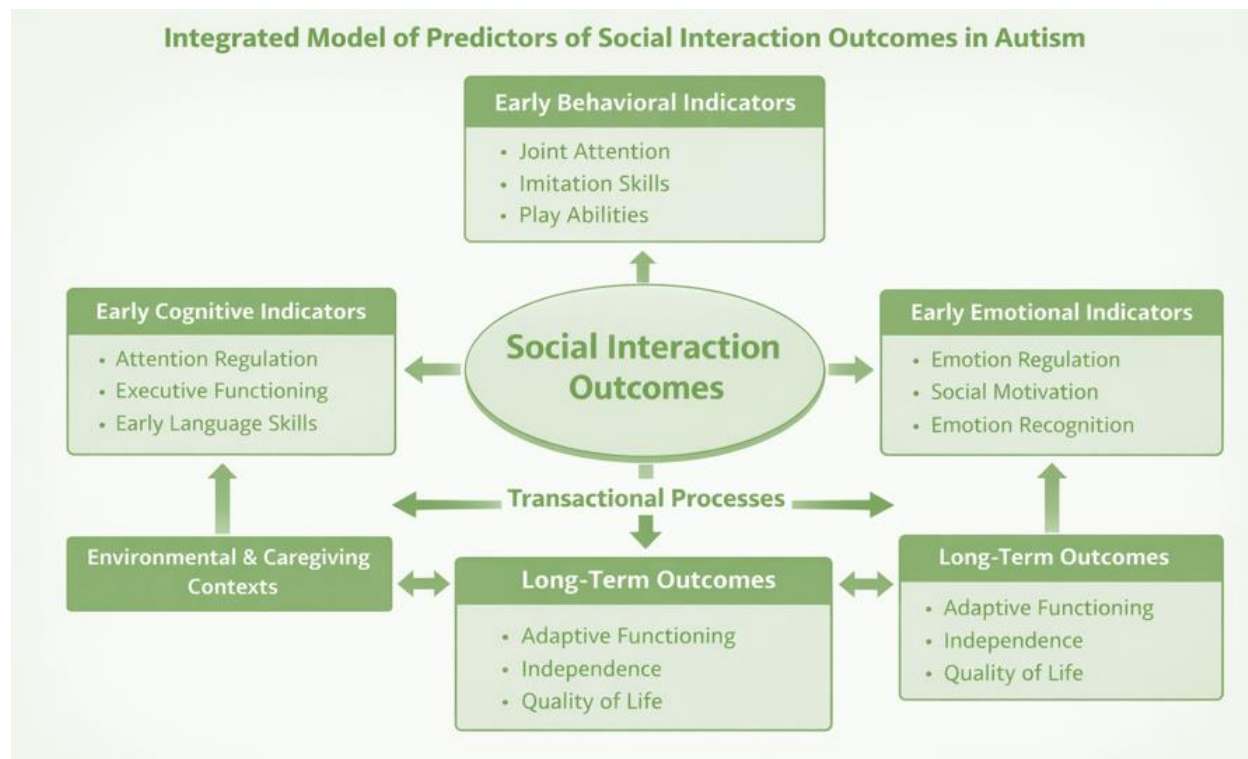 Integrated Model of Predictors of Social Interaction Outcomes in Autism
Early Behavioral Indicators
• Joint Attention
• Imitation Skills
• Play Abilities
Early Cognitive Indicators
• Attention Regulation
• Executive Functioning
• Early Language Skills
Social Interaction
Outcomes
Early Emotional Indicators
• Emotion Regulation
• Social Motivation
• Emotion Recognition
Transactional Processes
Environmental & Caregiving
Contexts
Long-Term Outcomes
• Adaptive Functioning
• Independence
• Quality of Life
Long-Term Outcomes
• Adaptive Functioning
• Independence
• Quality of Life